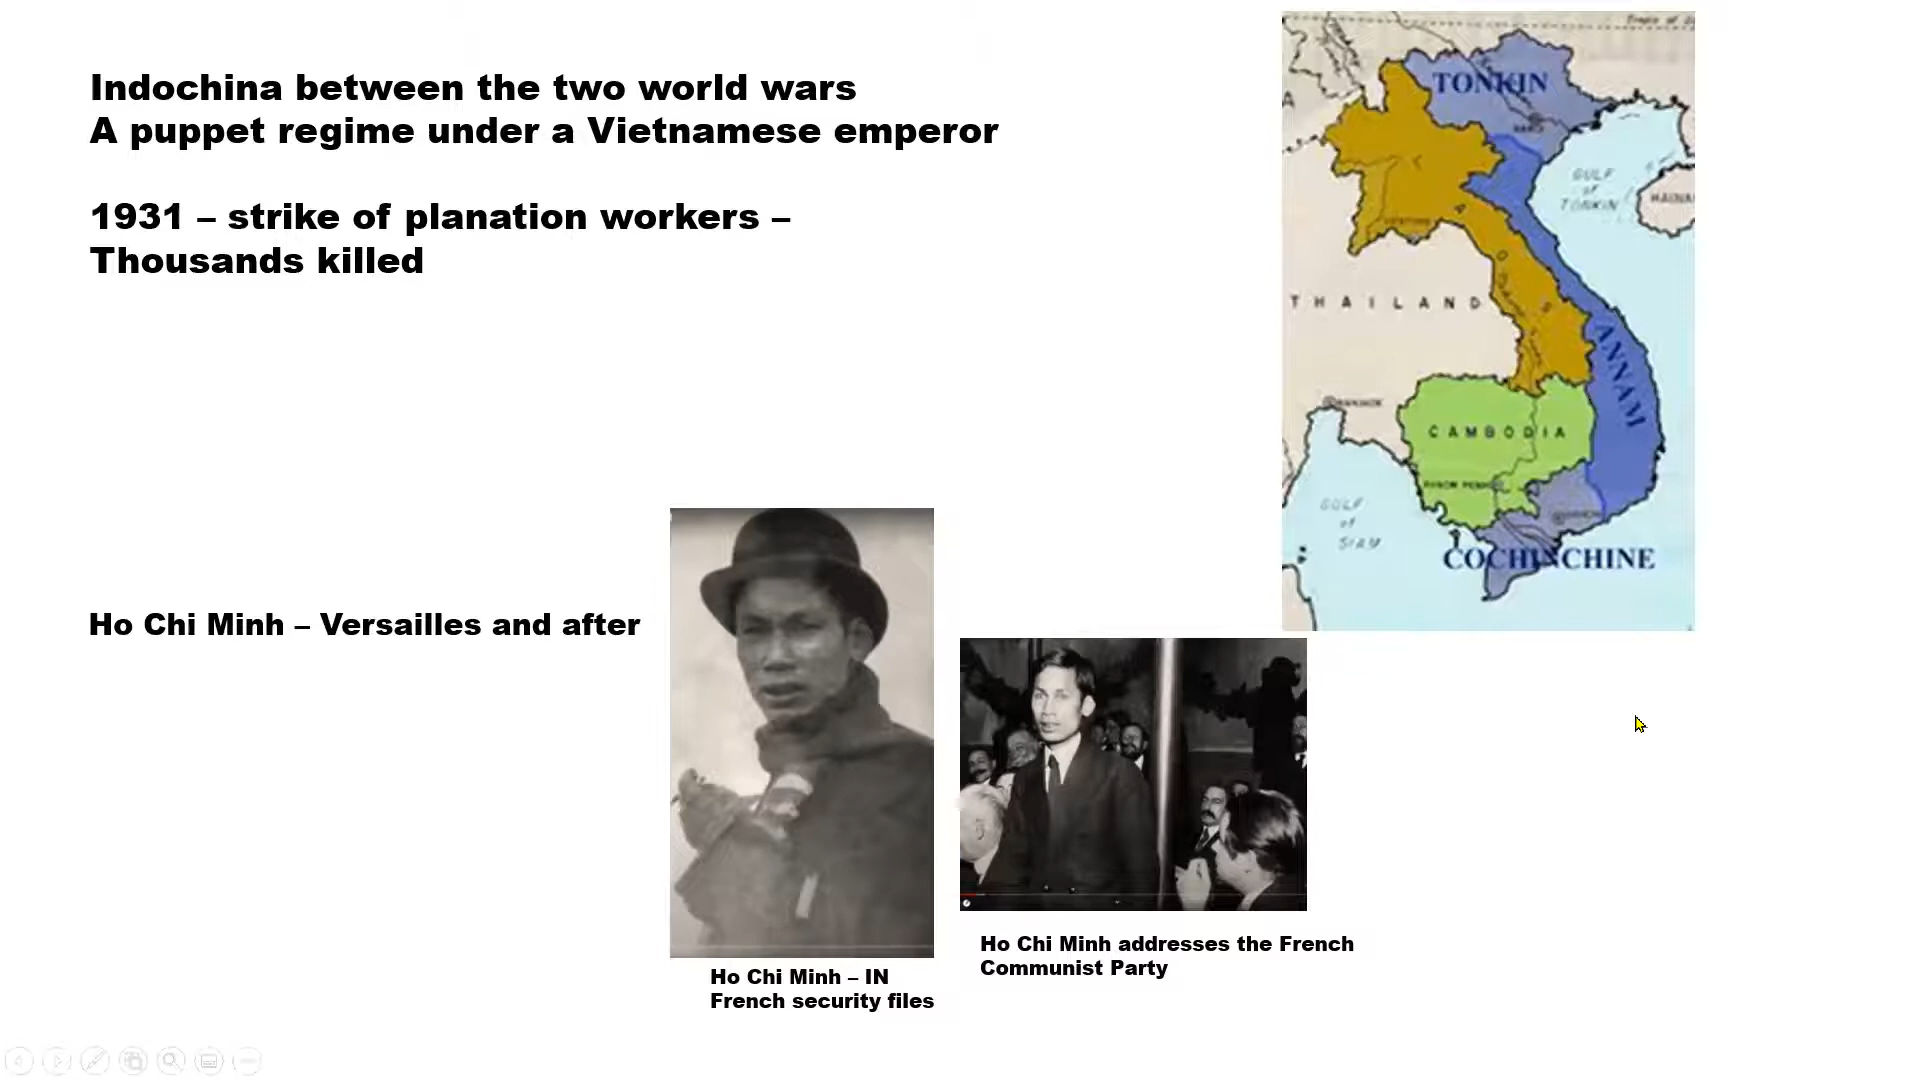 Indochina between the two world wars
A puppet regime under a Vietnamese emperor
1931 – strike of planation workers –
Thousands killed
Ho Chi Minh – Versailles and after
Ho Chi Minh – IN
French security files
Ho Chi Minh addresses the French
Communist Party
TONKIN
GULF
OF
TONKIN
THAILAND
ANNAM
CAMBODIA
GULF
OF
SIAM
COCHINCHINE